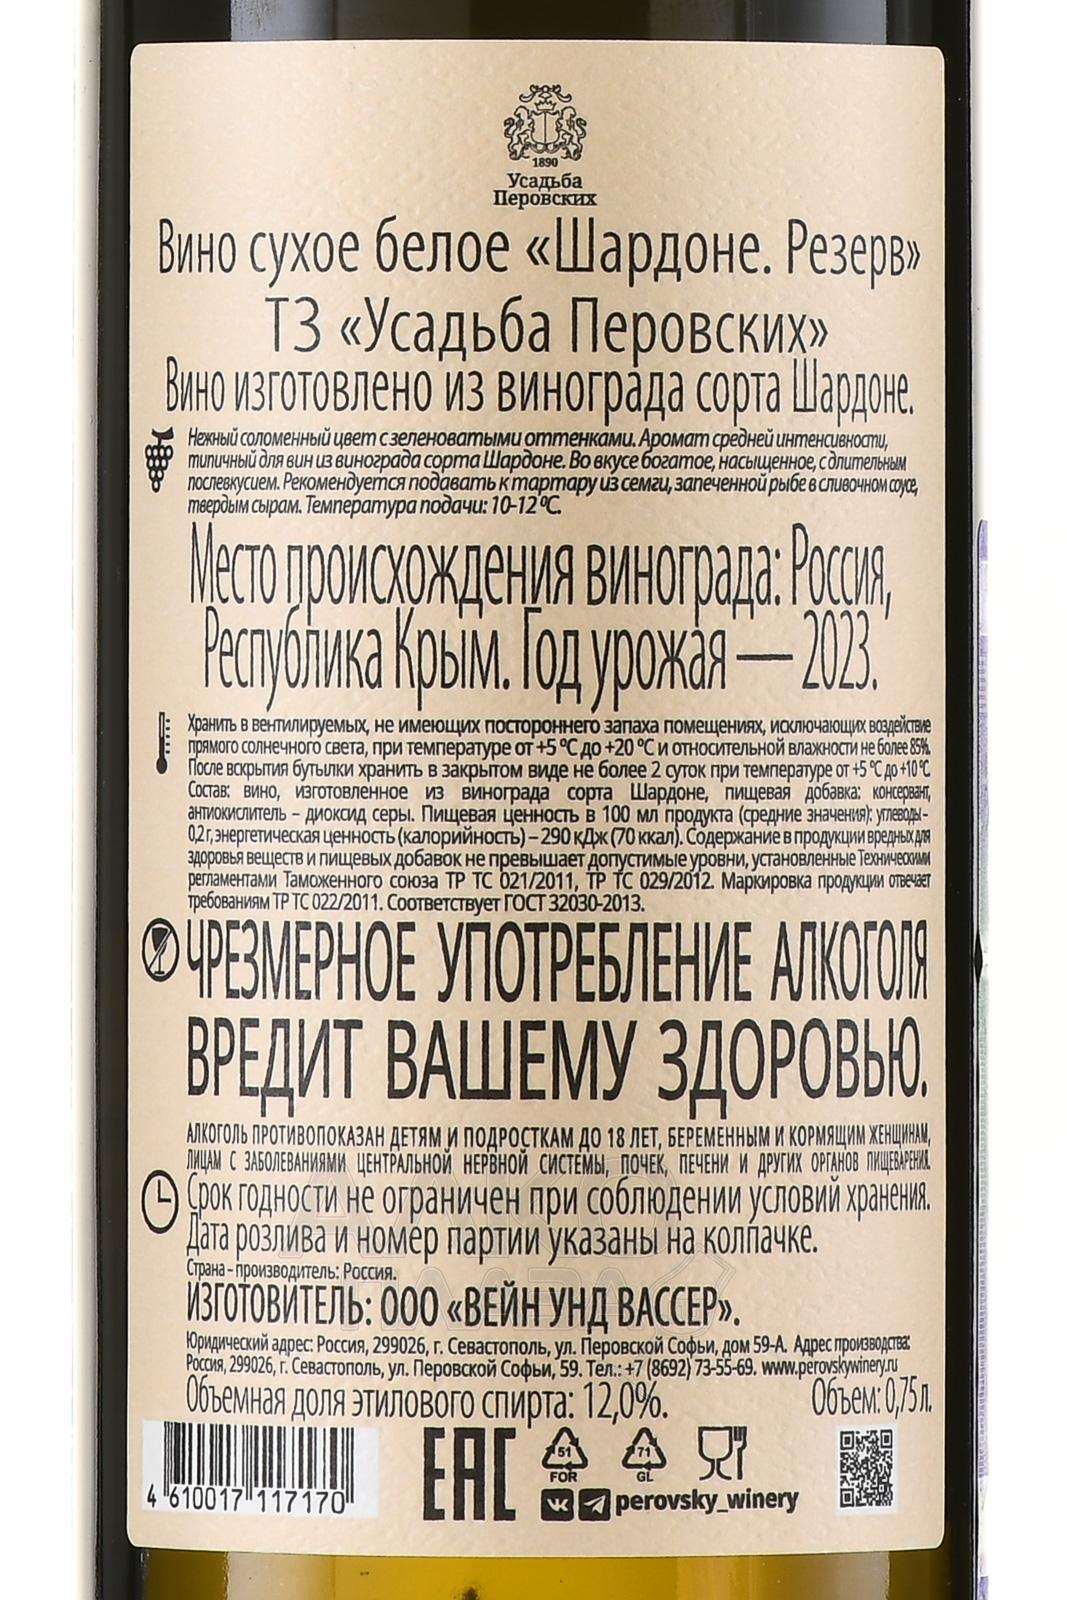 1890
Усадьба
Перовских
Вино сухое белое «Шардоне. Резерв»
ТЗ «Усадьба Перовских»
Вино изготовлено из винограда сорта Шардоне.
Нежный соломенный цвет с зеленоватыми оттенками. Аромат средней интенсивности,
типичный для вин из винограда сорта Шардоне. Во вкусе богатое, насыщенное, с длительным
послевкусием. Рекомендуется подавать к тартару из семги, запеченной рыбе в сливочном соусе,
твердым сырам. Температура подачи: 10-12 °С.
Место происхождения винограда: Россия,
Республика Крым. Год урожая — 2023.
Хранить в вентилируемых, не имеющих постороннего запаха помещениях, исключающих воздействие
прямого солнечного света, при температуре от +5 °С до +20 °С и относительной влажности не более 85%.
После вскрытия бутылки хранить в закрытом виде не более 2 суток при температуре от +5 °С до +10 °С.
Состав: вино, изготовленное из винограда сорта Шардоне, пищевая добавка: консервант,
антиокислитель – диоксид серы. Пищевая ценность в 100 мл продукта (средние значения): углеводы -
0,2 г, энергетическая ценность (калорийность) – 290 кДж (70 ккал). Содержание в продукции вредных для
здоровья веществ и пищевых добавок не превышает допустимые уровни, установленные Техническими
регламентами Таможенного союза ТР ТС 021/2011, ТР ТС 029/2012. Маркировка продукции отвечает
требованиям ТР ТС 022/2011. Соответствует ГОСТ 32030-2013.
ЧРЕЗМЕРНОЕ УПОТРЕБЛЕНИЕ АЛКОГОЛЯ
ВРЕДИТ ВАШЕМУ ЗДОРОВЬЮ.
АЛКОГОЛЬ ПРОТИВОПОКАЗАН ДЕТЯМ И ПОДРОСТКАМ ДО 18 ЛЕТ, БЕРЕМЕННЫМ И КОРМЯЩИМ ЖЕНЩИНАМ,
ЛИЦАМ С ЗАБОЛЕВАНИЯМИ ЦЕНТРАЛЬНОЙ НЕРВНОЙ СИСТЕМЫ, ПОЧЕК, ПЕЧЕНИ И ДРУГИХ ОРГАНОВ ПИЩЕВАРЕНИЯ.
Срок годности не ограничен при соблюдении условий хранения.
Дата розлива и номер партии указаны на колпачке.
Страна - производитель: Россия.
ИЗГОТОВИТЕЛЬ: ООО «ВЕЙН УНД ВАССЕР».
Юридический адрес: Россия, 299026, г. Севастополь, ул. Перовской Софьи, дом 59-А. Адрес производства:
Россия, 299026, г. Севастополь, ул. Перовской Софьи, 59. Тел.: +7 (8692) 73-55-69. www.perovskywinery.ru
Объемная доля этилового спирта: 12,0%. Объем: 0,75 л.
4 610017 117170
EAC
51
FOR
71
GL
perovsky_winery